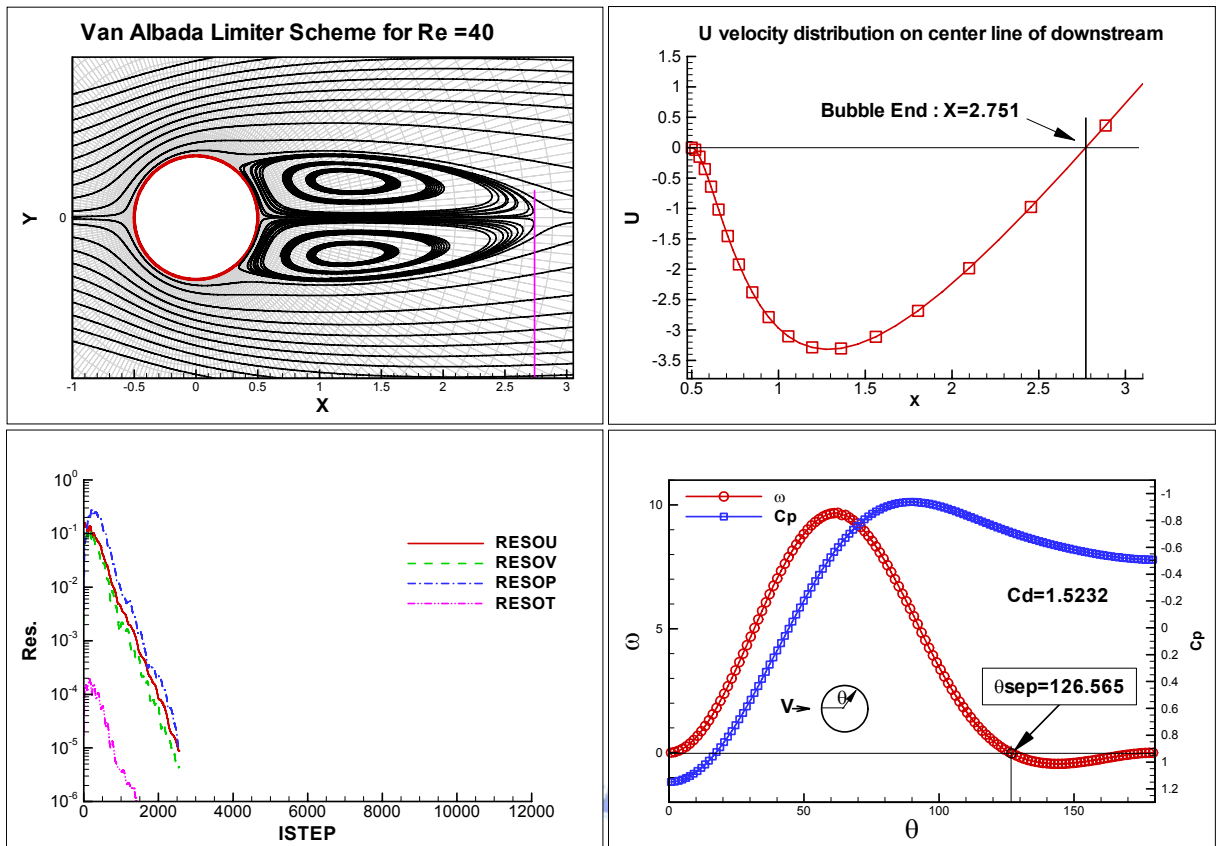 Van Albada Limiter Scheme for Re =40
Y
0
-1
-0.5
0
0.5
1
1.5
2
2.5
3
X
U velocity distribution on center line of downstream
1.5
1
0.5
0
-0.5
-1
-1.5
-2
-2.5
-3
-3.5
U
Bubble End : X=2.751
0.5
1
1.5
2
2.5
3
x
10^0
10^-1
10^-2
10^-3
10^-4
10^-5
10^-6
Res.
RESOU
RESOV
RESOP
RESOT
0
2000
4000
6000
8000
10000
12000
ISTEP
10
5
0
ω
ω
Cp
-1
-0.8
-0.6
-0.4
-0.2
0
0.2
0.4
0.6
0.8
1
1.2
Cp
Cd=1.5232
θsep=126.565
V
θ
0
50
100
150
θ